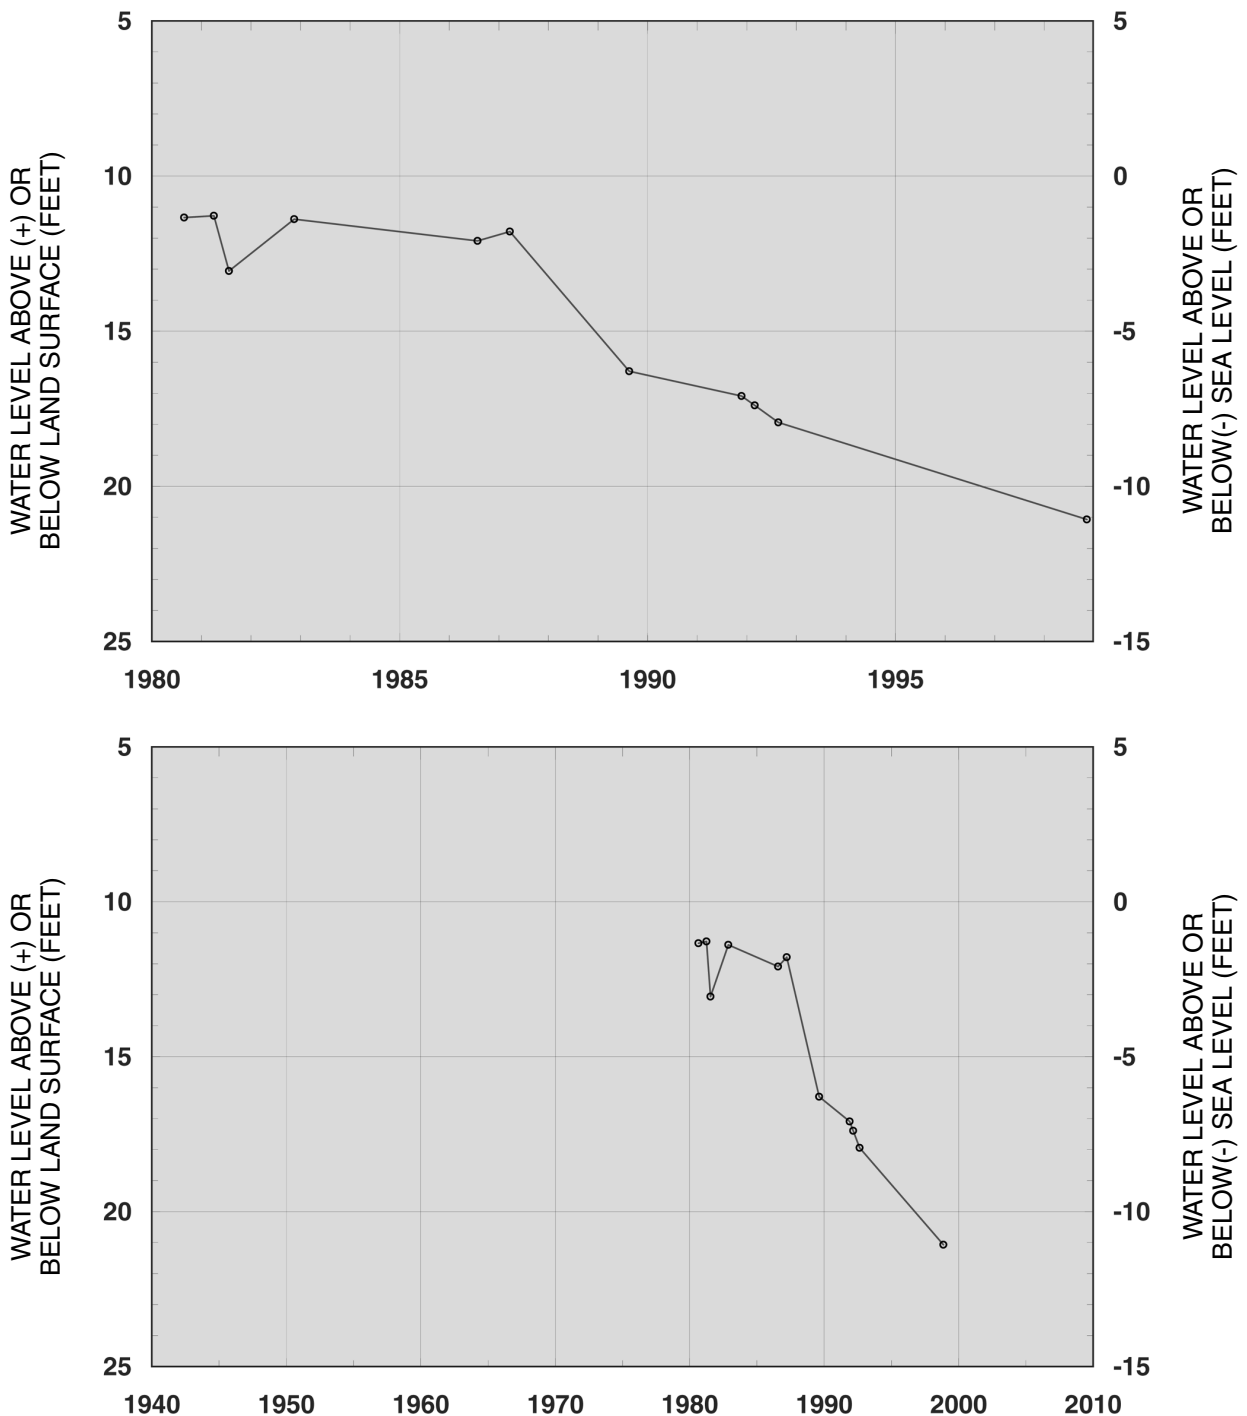 WATER LEVEL ABOVE (+) OR
BELOW LAND SURFACE (FEET)
5
10
15
20
25
5
0
-5
-10
-15
WATER LEVEL ABOVE OR
BELOW(-) SEA LEVEL (FEET)
1980 1985 1990 1995
WATER LEVEL ABOVE (+) OR
BELOW LAND SURFACE (FEET)
5
10
15
20
25
5
0
-5
-10
-15
WATER LEVEL ABOVE OR
BELOW(-) SEA LEVEL (FEET)
1940 1950 1960 1970 1980 1990 2000 2010